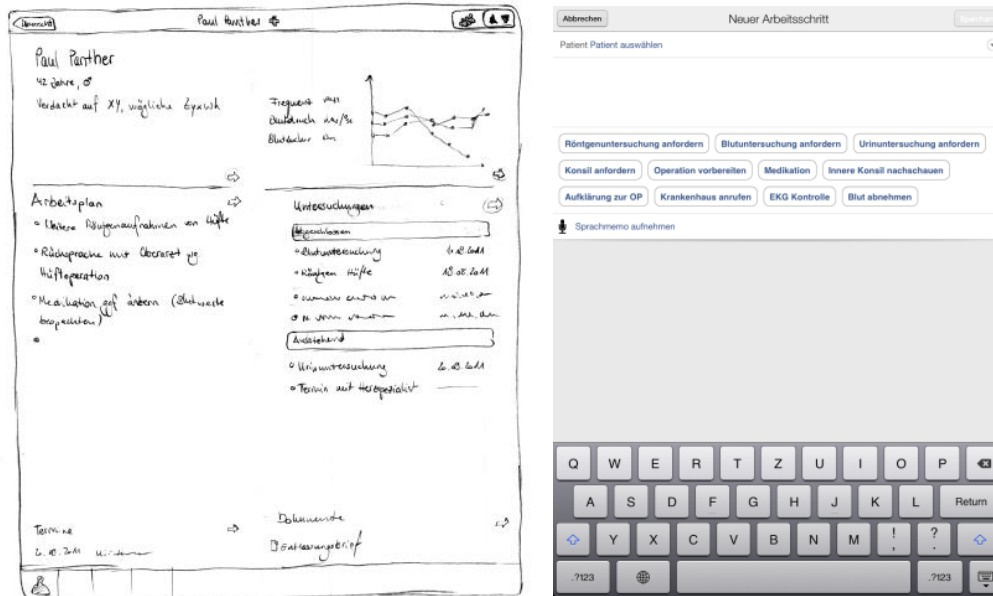 Übersicht
Paul Panther
Paul Panther
42 Jahre, ♂
Verdacht auf XY, mögliche
Frequenz
Blutdruck
Blutzucker
Arbeitsplan
Weitere Röntgenaufnahmen von Hüfte
Rücksprache mit Oberarzt
Hüftoperation
Medikation ggf ändern (Blutwerte
beobachten)
Untersuchungen
Abgeschlossen
Blutuntersuchung
Röntgen Hüfte 19.08.2011
Ausstehend
Urinuntersuchung
Termin mit Herzspezialist
Termine
Dokumente
Entlassungsbrief
Abbrechen
Neuer Arbeitsschritt
Speichern
Patient Patient auswählen
Röntgenuntersuchung anfordern Blutuntersuchung anfordern Urinuntersuchung anfordern
Konsil anfordern Operation vorbereiten Medikation Innere Konsil nachschauen
Aufklärung zur OP Krankenhaus anrufen EKG Kontrolle Blut abnehmen
Sprachmemo aufnehmen
Q W E R T Z U I O P
A S D F G H J K L Return
Y X C V B N M ! , ? .
.?123 .?123